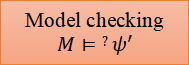 Model checking
M ⊨ ? ψ′